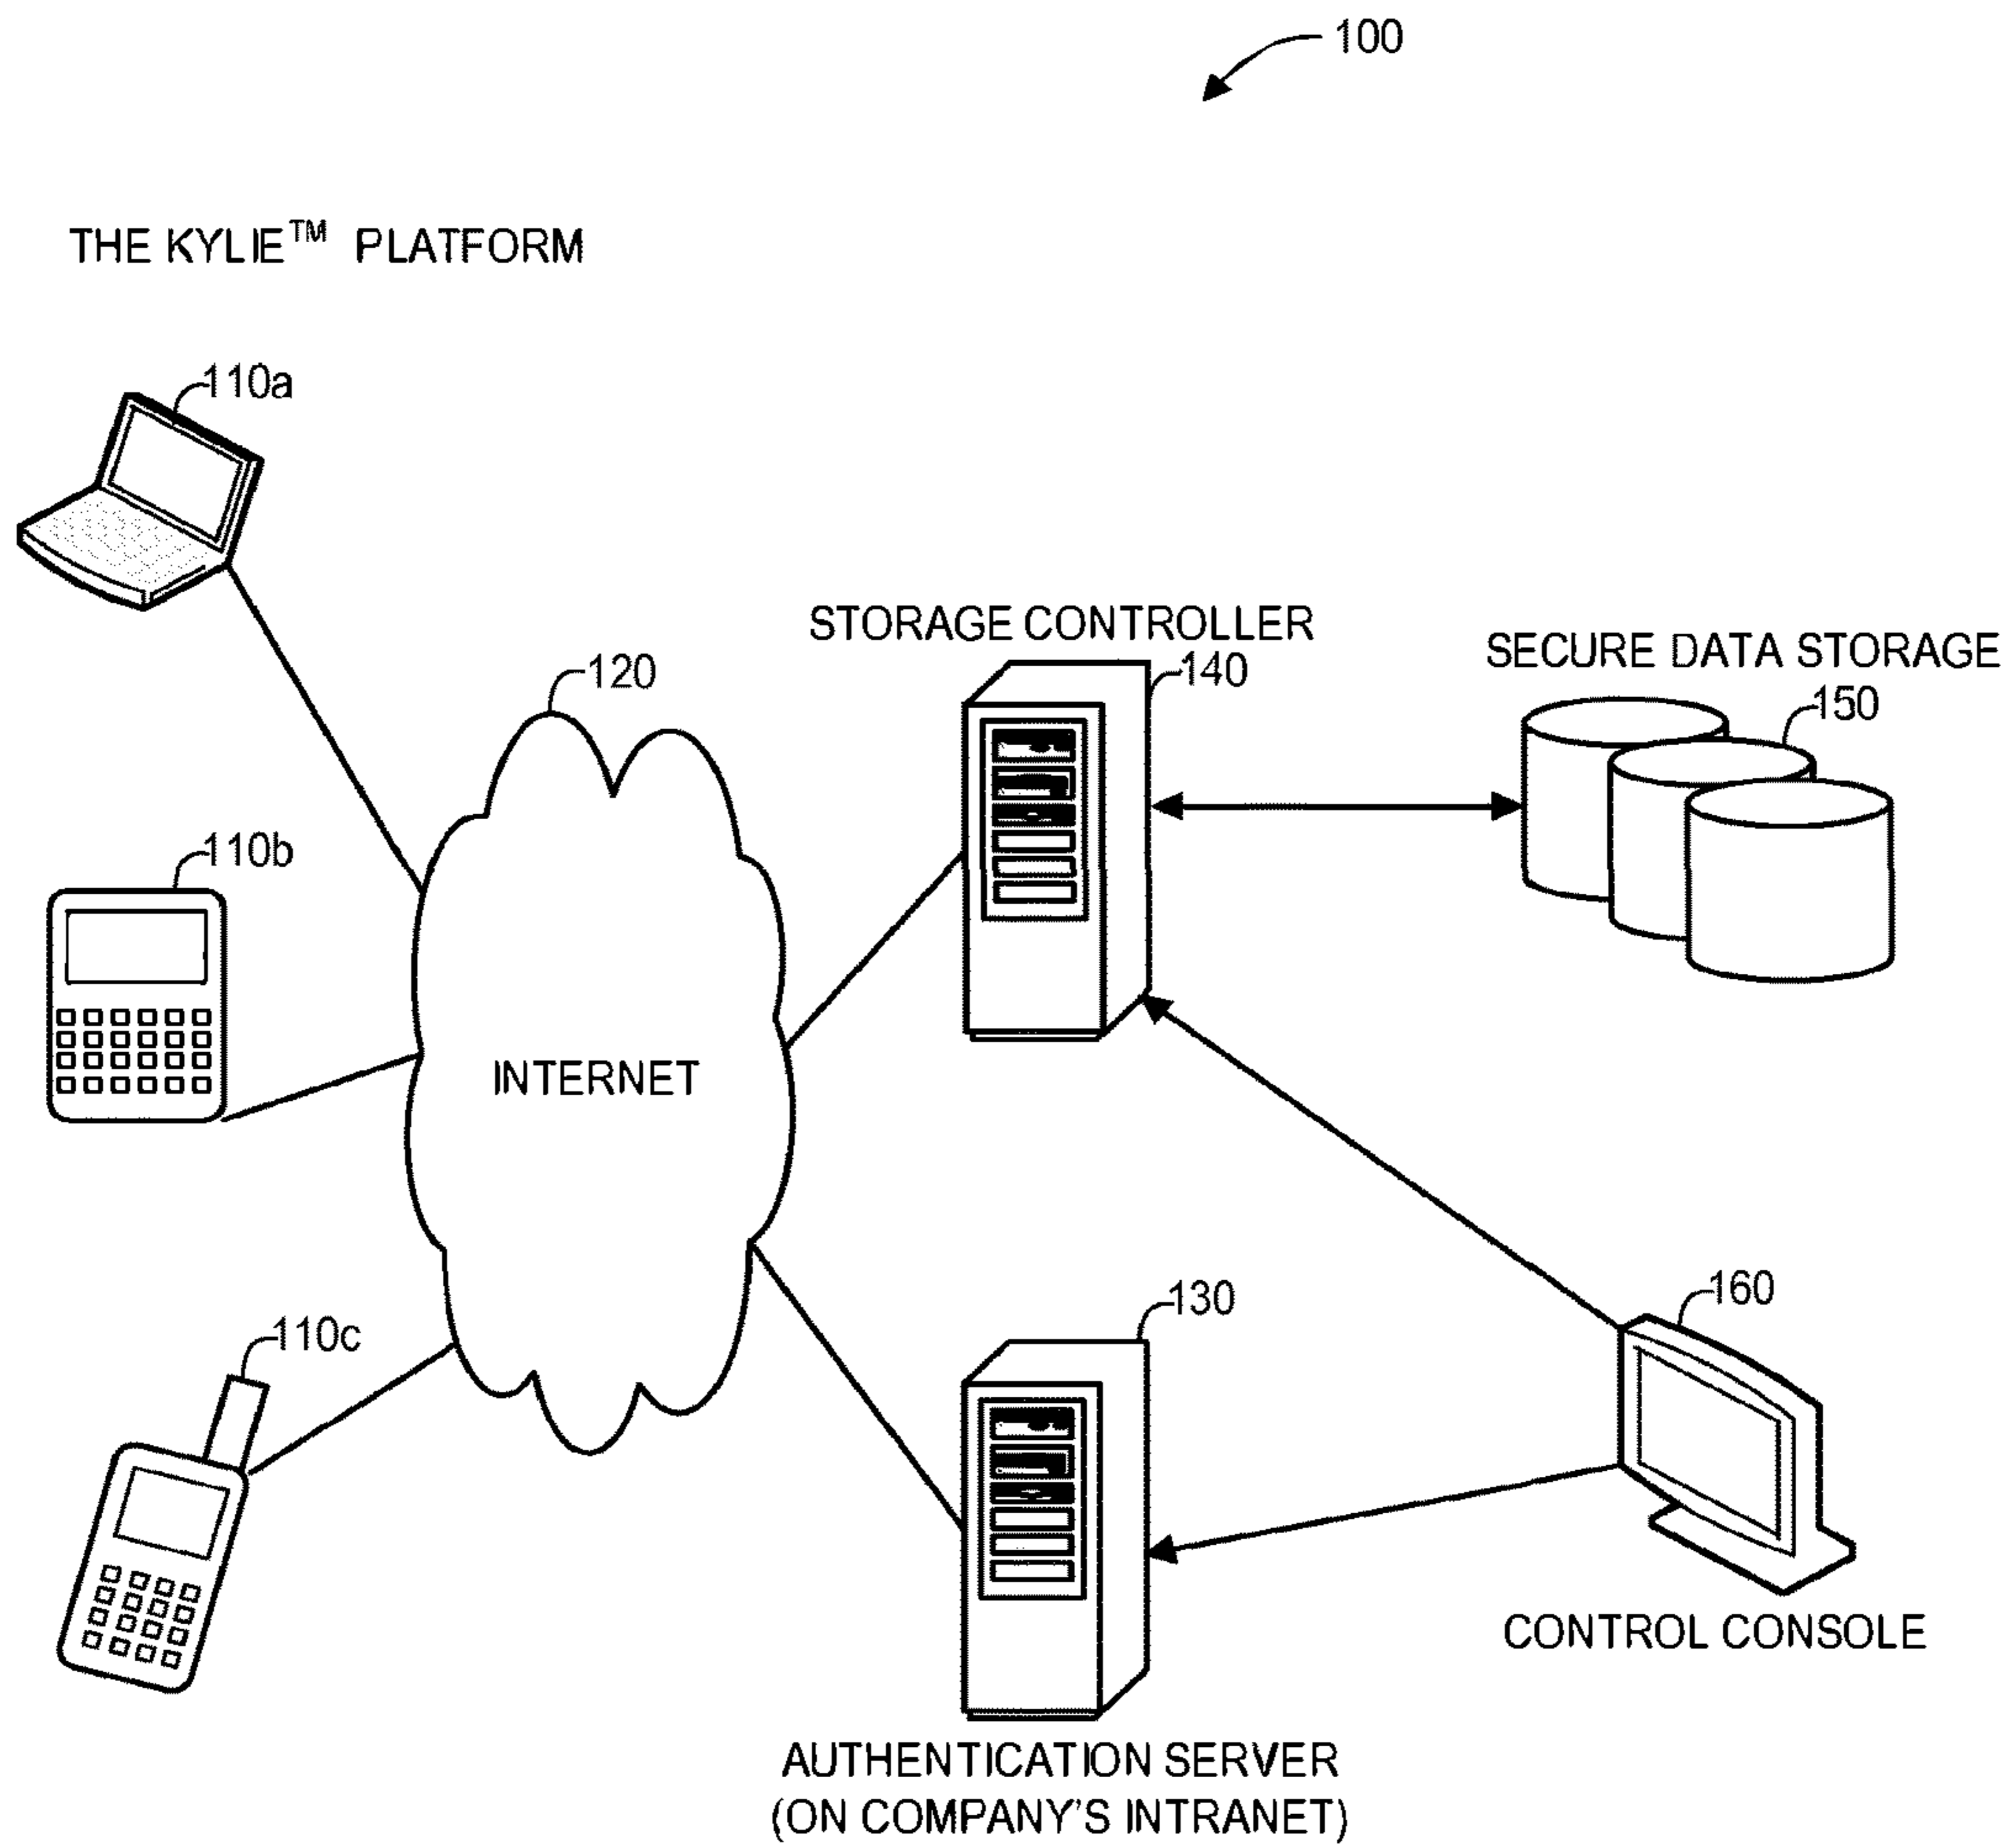 100
THE KYLIE™ PLATFORM
110a
STORAGE CONTROLLER
140
SECURE DATA STORAGE
150
120
110b
INTERNET
110c
130
160
CONTROL CONSOLE
AUTHENTICATION SERVER
(ON COMPANY'S INTRANET)